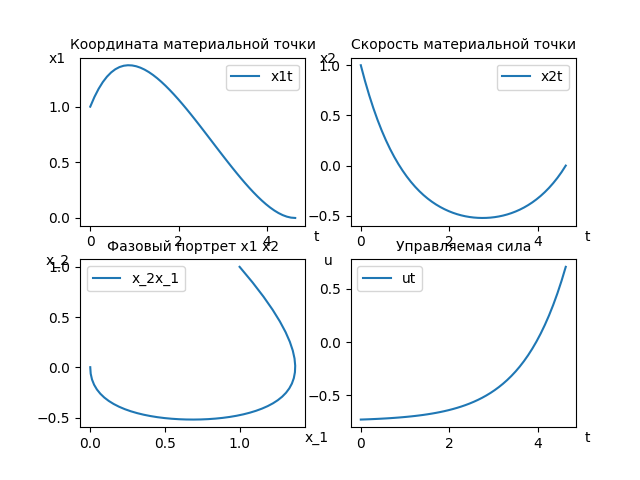 Координата материальной точки
x1
x1t
1.0
0.5
0.0
0
2
4
t
Скорость материальной точки
x2
x2t
1.0
0.5
0.0
−0.5
0
2
4
t
Фазовый портрет x1 x2
x_2
x_2x_1
1.0
0.5
0.0
−0.5
0.0
0.5
1.0
x_1
Управляемая сила
u
ut
0.5
0.0
−0.5
0
2
4
t